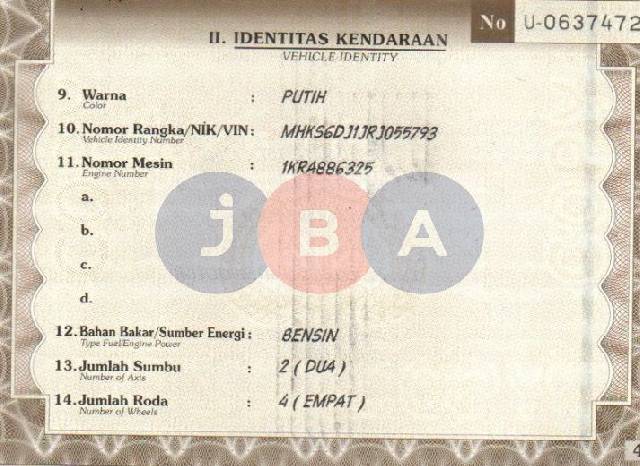 No U-0637472
II. IDENTITAS KENDARAAN
VEHICLE IDENTITY
9. Warna : PUTIH
Color
10. Nomor Rangka/NIK/VIN: MHKS6DJ1JRJ055793
Vehicle Identity Number
11. Nomor Mesin : 1KRA886325
Engine Number
a.
b.
jBA
c.
d.
12. Bahan Bakar/Sumber Energi: BENSIN
Type Fuel/Engine Power
13. Jumlah Sumbu : 2 ( DUA )
Number of Axis
14. Jumlah Roda : 4 ( EMPAT )
Number of Wheels
4